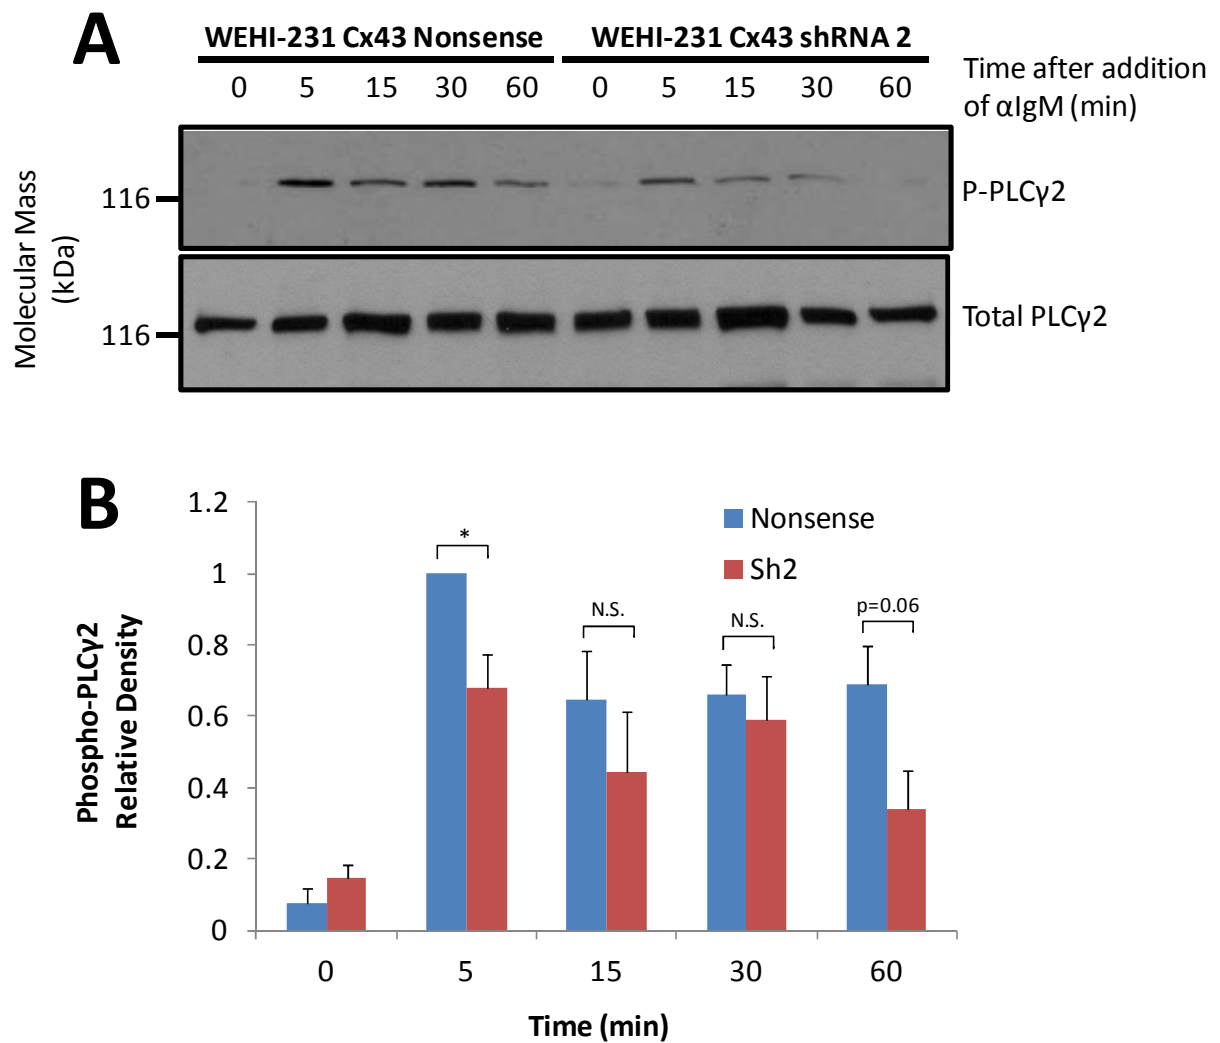 A
WEHI-231 Cx43 Nonsense
WEHI-231 Cx43 shRNA 2
0 5 15 30 60 0 5 15 30 60
Time after addition
of αIgM (min)
Molecular Mass
(kDa)
116
P-PLCγ2
116
Total PLCγ2
B
Phospho-PLCγ2
Relative Density
1.2
1
0.8
0.6
0.4
0.2
0
Nonsense
Sh2
*
N.S.
N.S.
p=0.06
0 5 15 30 60
Time (min)